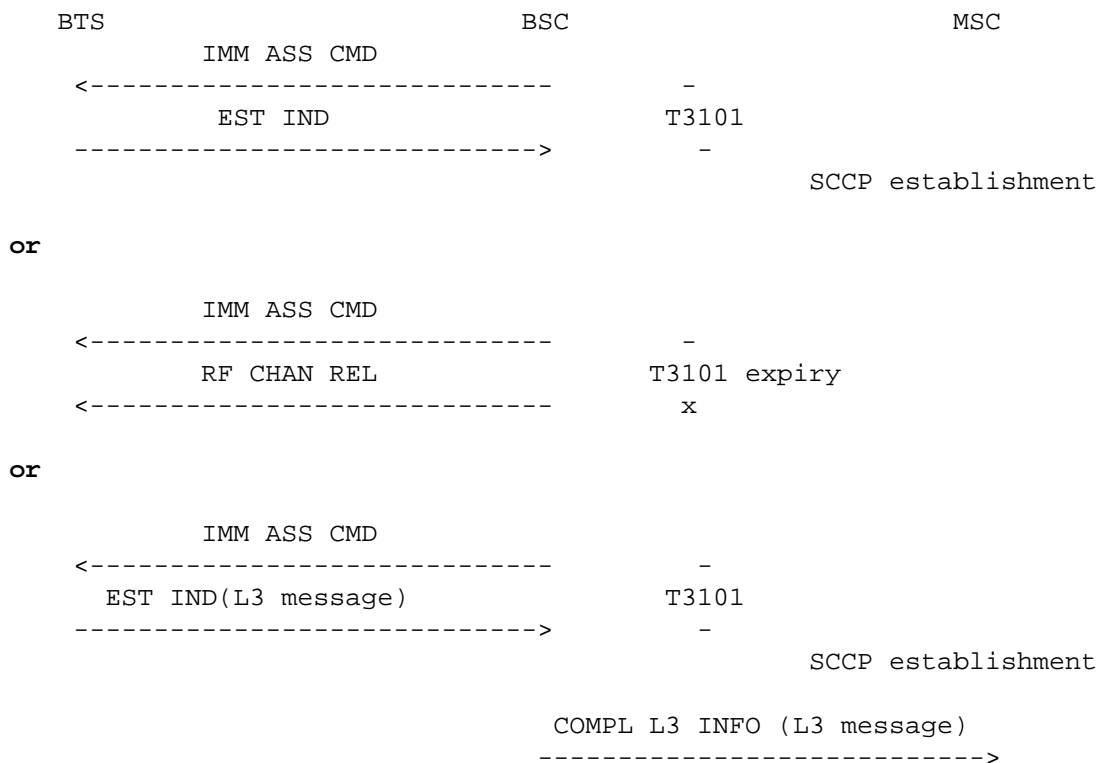 BTS BSC MSC
IMM ASS CMD
<----------------------------- -
EST IND T3101
-----------------------------> -
SCCP establishment
or
IMM ASS CMD
<----------------------------- -
RF CHAN REL T3101 expiry
<----------------------------- x
or
IMM ASS CMD
<----------------------------- -
EST IND(L3 message) T3101
-----------------------------> -
SCCP establishment
COMPL L3 INFO (L3 message)
---------------------------->